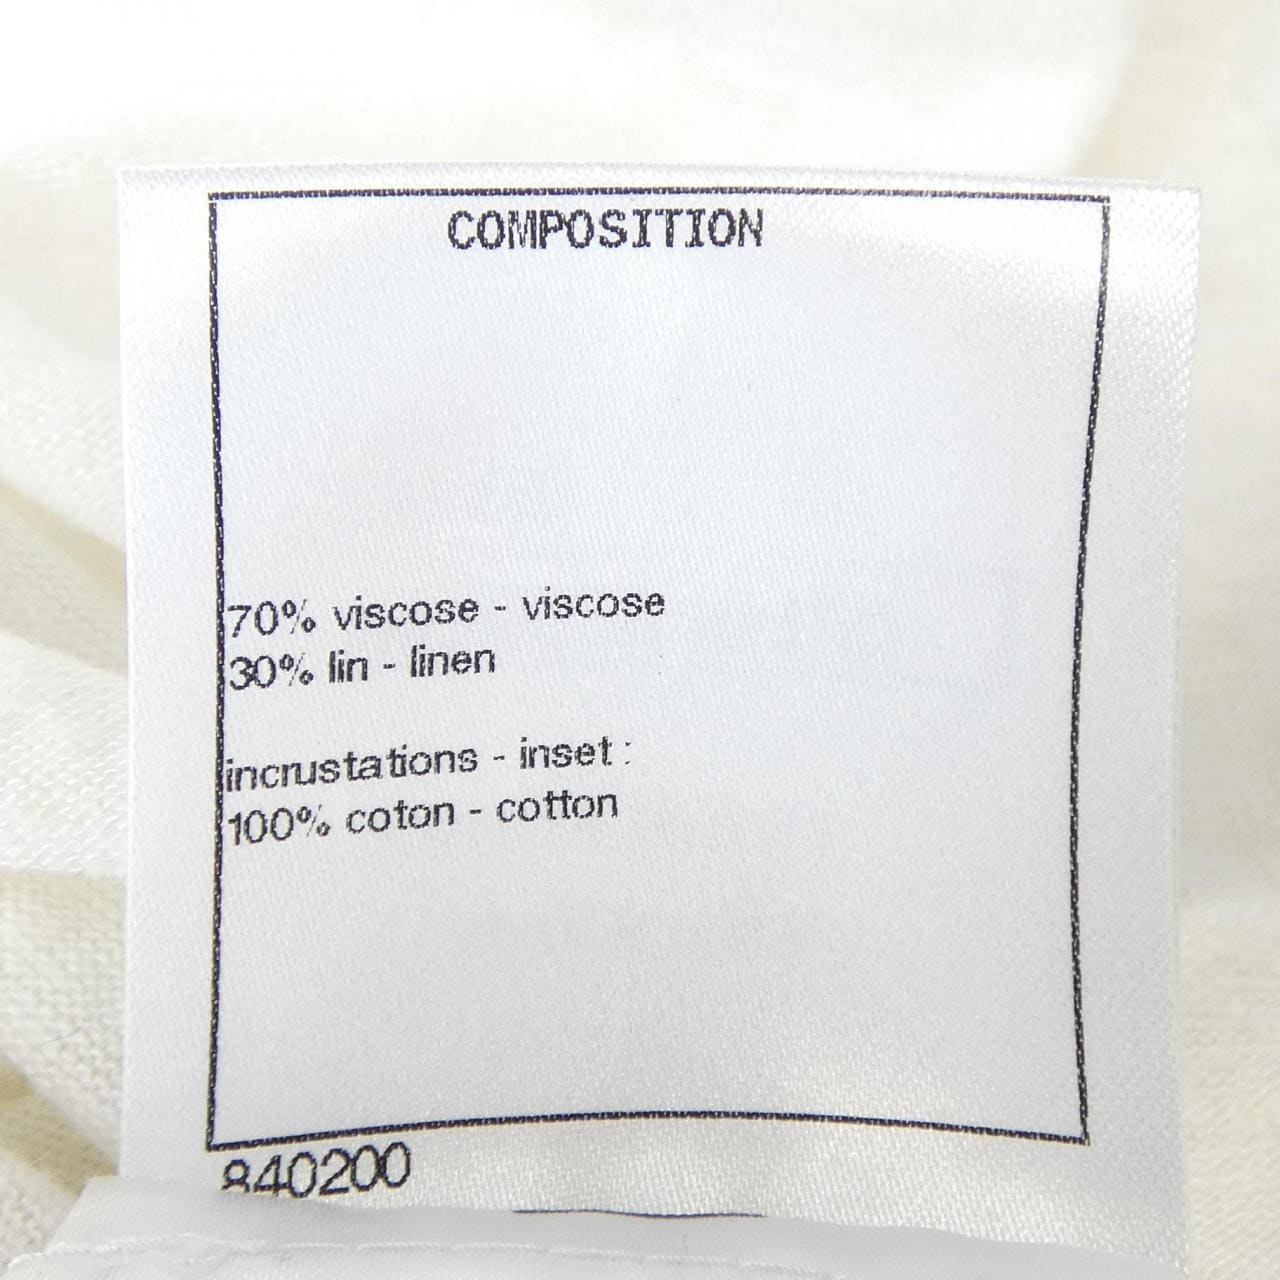 COMPOSITION
70% viscose - viscose
30% lin - linen
incrustations - inset :
100% coton - cotton
840200